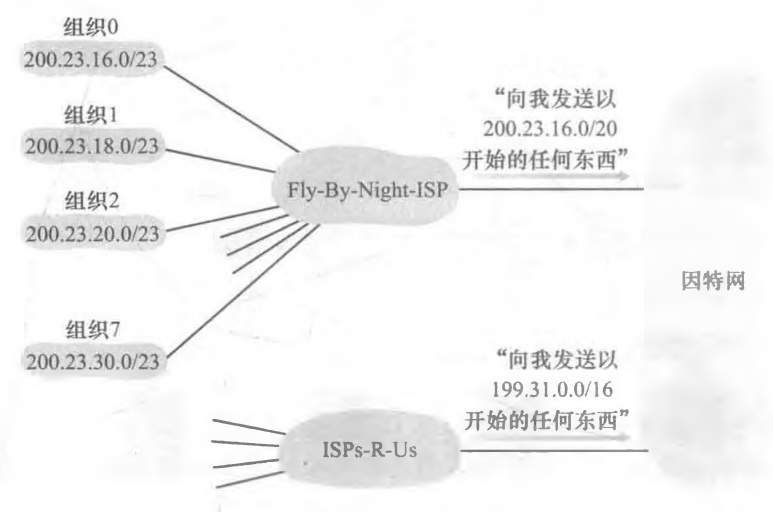 组织0
200.23.16.0/23
组织1
200.23.18.0/23
组织2
200.23.20.0/23
组织7
200.23.30.0/23
Fly-By-Night-ISP
“向我发送以
200.23.16.0/20
开始的任何东西”
因特网
“向我发送以
199.31.0.0/16
开始的任何东西”
ISPs-R-Us